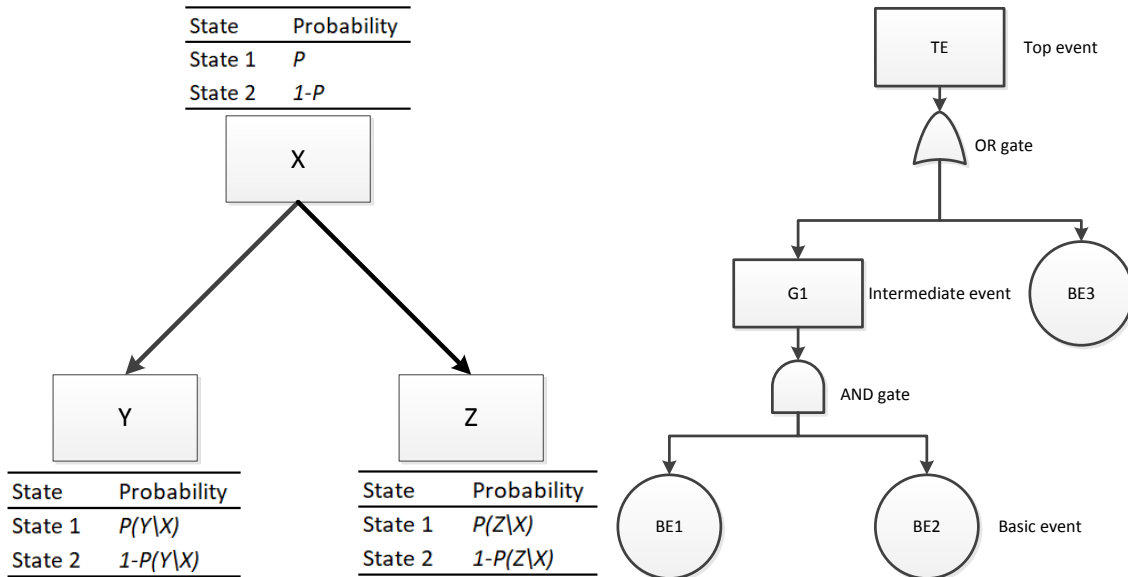 State Probability
State 1 P
State 2 1-P
X
Y
Z
State Probability
State 1 P(Y\X)
State 2 1-P(Y\X)
State Probability
State 1 P(Z\X)
State 2 1-P(Z\X)
TE
Top event
OR gate
G1
Intermediate event
BE3
AND gate
BE1
BE2
Basic event